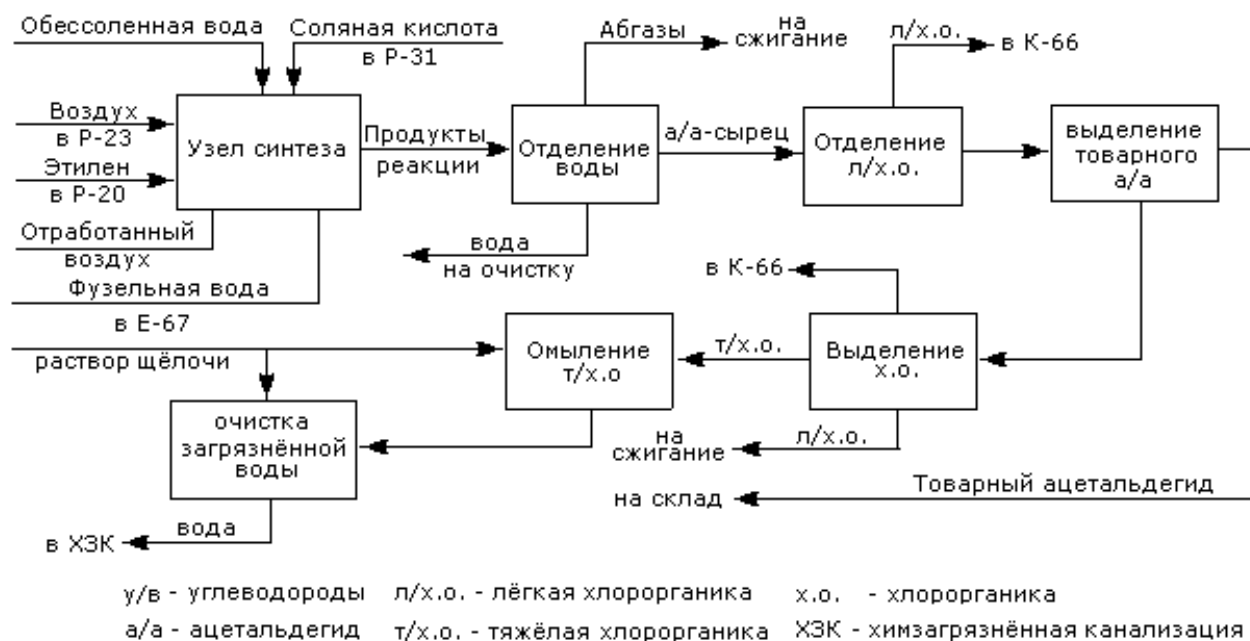 Обессоленная вода
Соляная кислота
в Р-31
Воздух
в Р-23
Этилен
в Р-20
Узел синтеза
Отработанный
воздух
Фузельная вода
в Е-67
Продукты
реакции
Абгазы
на
сжигание
Отделение
воды
вода
на очистку
а/а-сырец
л/х.о.
в К-66
Отделение
л/х.о.
выделение
товарного
а/а
в К-66
раствор щёлочи
Омыление
т/х.о
т/х.о.
Выделение
х.о.
очистка
загрязнённой
воды
на
сжигание
л/х.о.
на склад
Товарный ацетальдегид
вода
в ХЗК
у/в - углеводороды
л/х.о. - лёгкая хлорорганика
х.о. - хлорорганика
а/а - ацетальдегид
т/х.о. - тяжёлая хлорорганика
ХЗК - химзагрязнённая канализация